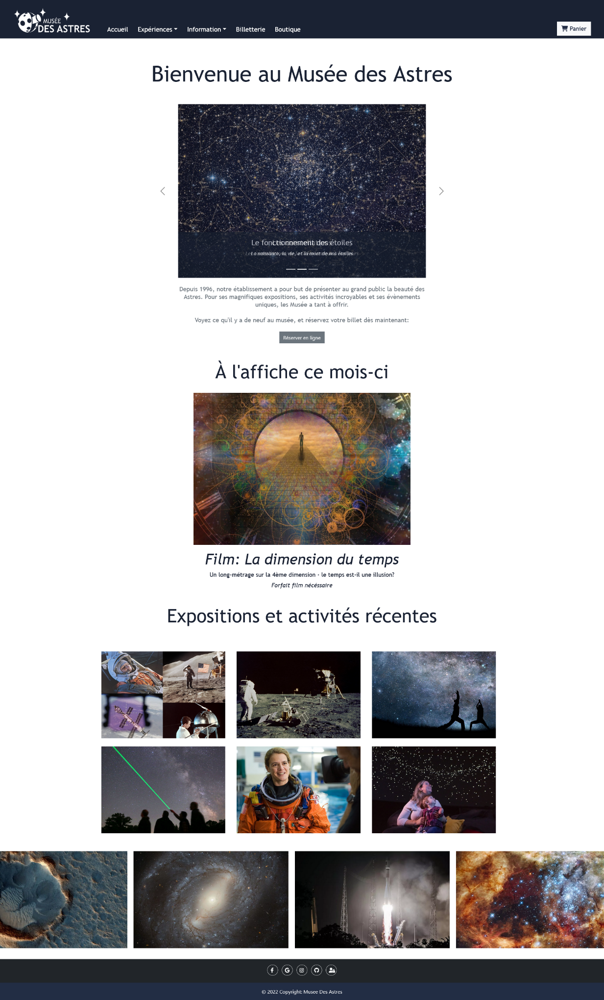 MUSÉE
DES ASTRES
Accueil
Expériences
Information
Billetterie
Boutique
Panier
Bienvenue au Musée des Astres
Le fonctionnement des étoiles
La naissance, la vie, et la mort de nos étoiles
Depuis 1996, notre établissement a pour but de présenter au grand public la beauté des
Astres. Pour ses magnifiques expositions, ses activités incroyables et ses évènements
uniques, les Musée a tant à offrir.
Voyez ce qu'il y a de neuf au musée, et réservez votre billet dès maintenant:
Réserver en ligne
À l'affiche ce mois-ci
Film: La dimension du temps
Un long-métrage sur la 4ème dimension - le temps est-il une illusion?
Forfait film nécéssaire
Expositions et activités récentes
© 2022 Copyright: Musee Des Astres